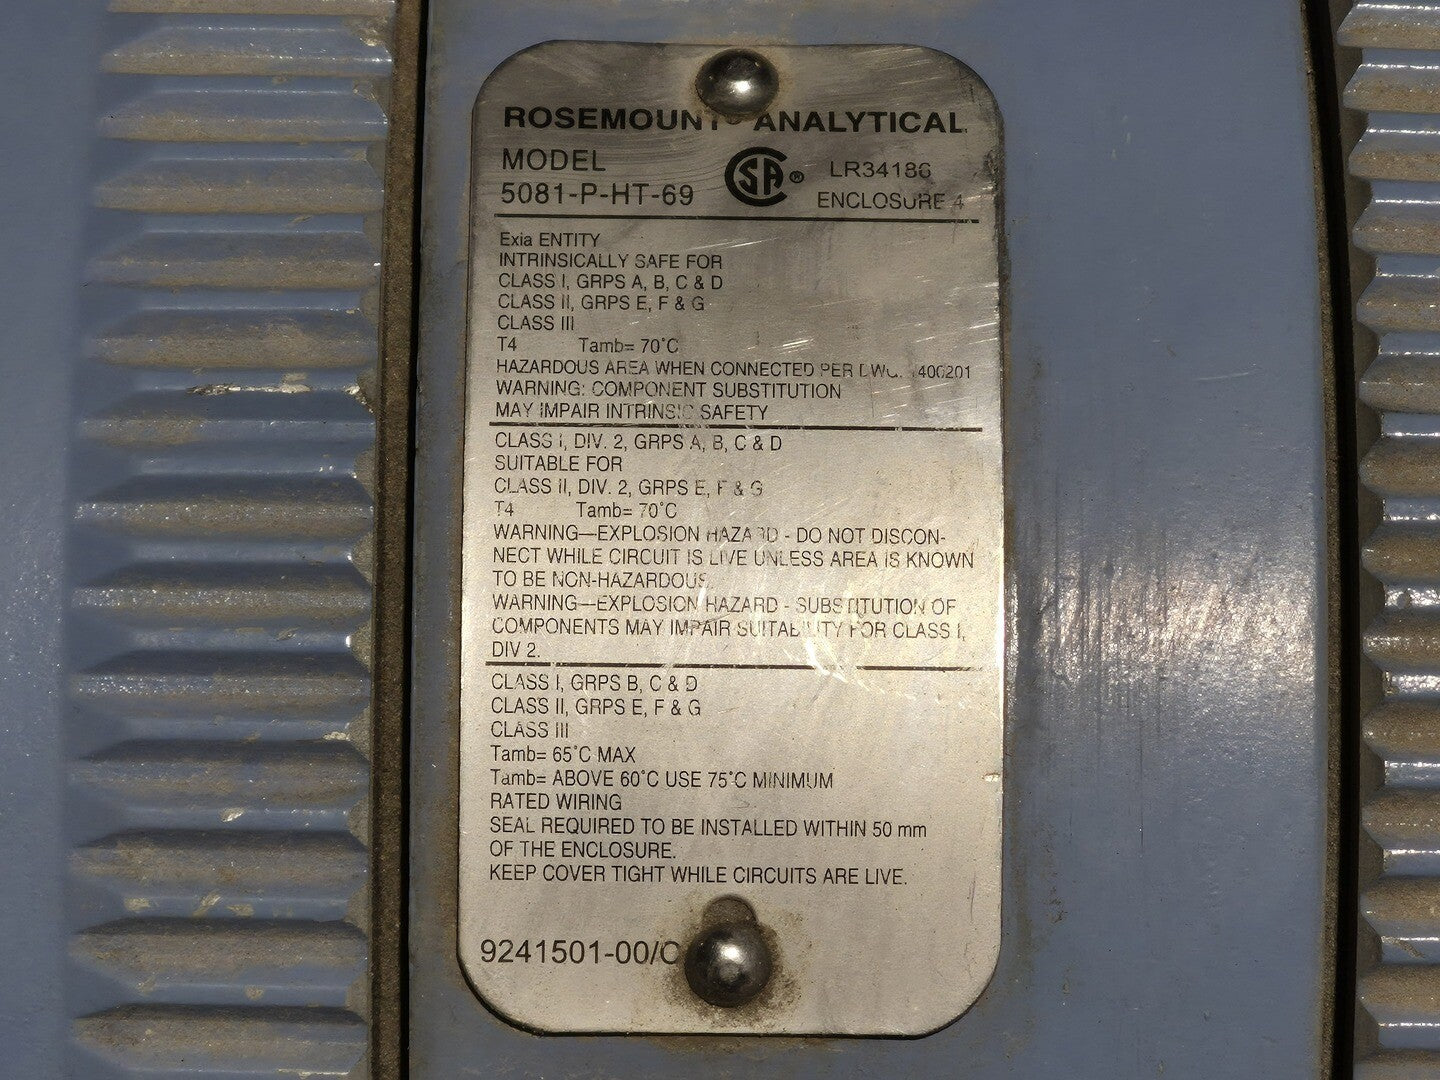 ROSEMOUNT ANALYTICAL
MODEL
5081-P-HT-69
CSA ®
LR34186
ENCLOSURE 4
Exia ENTITY
INTRINSICALLY SAFE FOR
CLASS I, GRPS A, B, C & D
CLASS II, GRPS E, F & G
CLASS III
T4 Tamb= 70°C
HAZARDOUS AREA WHEN CONNECTED PER DWG. 1400201
WARNING: COMPONENT SUBSTITUTION
MAY IMPAIR INTRINSIC SAFETY
CLASS I, DIV. 2, GRPS A, B, C & D
SUITABLE FOR
CLASS II, DIV. 2, GRPS E, F & G
T4 Tamb= 70°C
WARNING—EXPLOSION HAZARD - DO NOT DISCON-
NECT WHILE CIRCUIT IS LIVE UNLESS AREA IS KNOWN
TO BE NON-HAZARDOUS.
WARNING—EXPLOSION HAZARD - SUBSTITUTION OF
COMPONENTS MAY IMPAIR SUITABILITY FOR CLASS I,
DIV 2.
CLASS I, GRPS B, C & D
CLASS II, GRPS E, F & G
CLASS III
Tamb= 65°C MAX
Tamb= ABOVE 60°C USE 75°C MINIMUM
RATED WIRING
SEAL REQUIRED TO BE INSTALLED WITHIN 50 mm
OF THE ENCLOSURE.
KEEP COVER TIGHT WHILE CIRCUITS ARE LIVE.
9241501-00/C